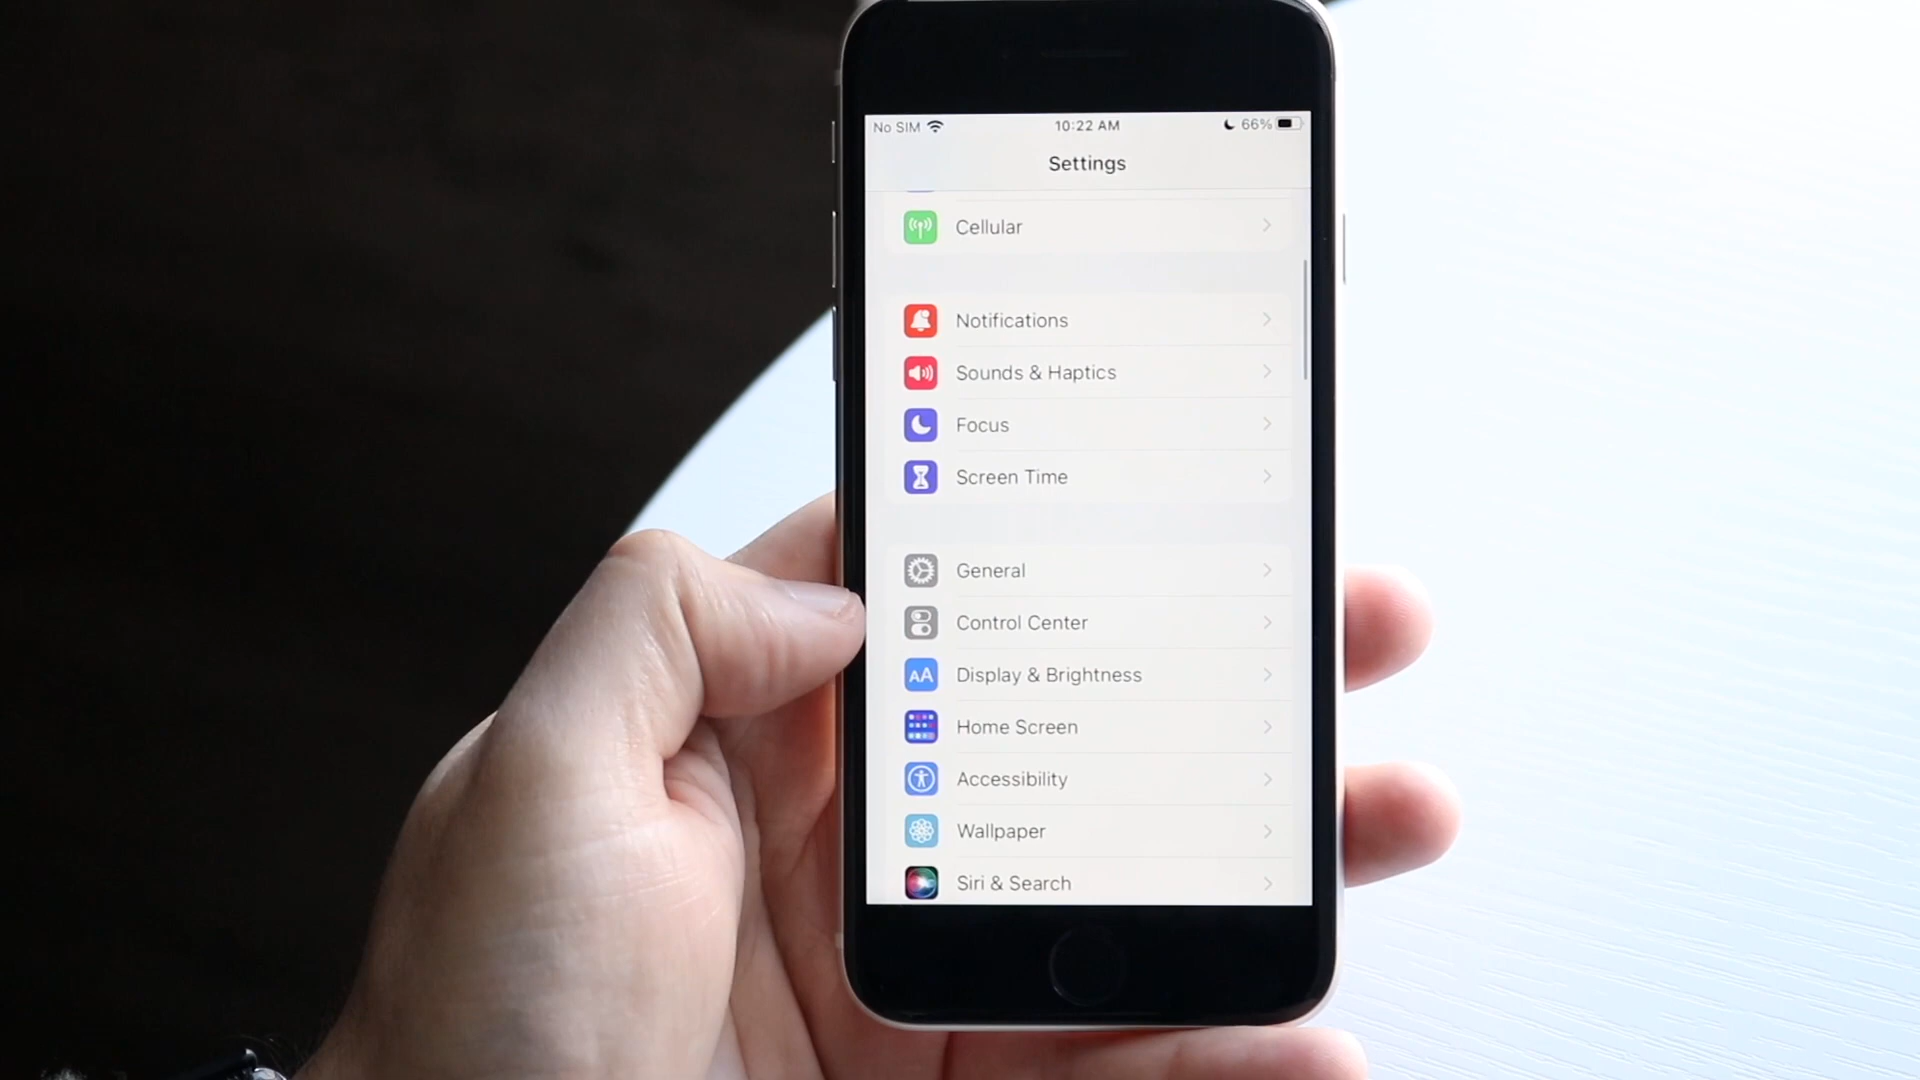 No SIM 10:22 AM 66%
Settings
Cellular
Notifications
Sounds & Haptics
Focus
Screen Time
General
Control Center
AA Display & Brightness
Home Screen
Accessibility
Wallpaper
Siri & Search